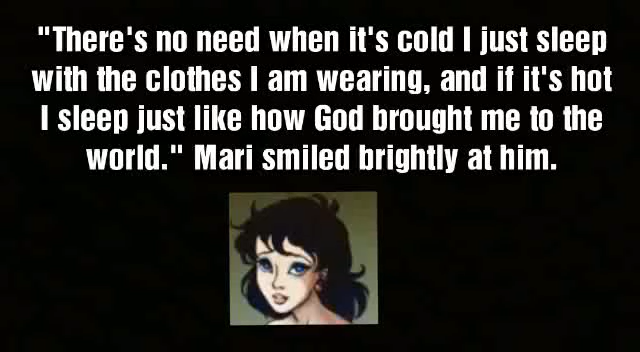 "There's no need when it's cold I just sleep
with the clothes I am wearing, and if it's hot
I sleep just like how God brought me to the
world." Mari smiled brightly at him.